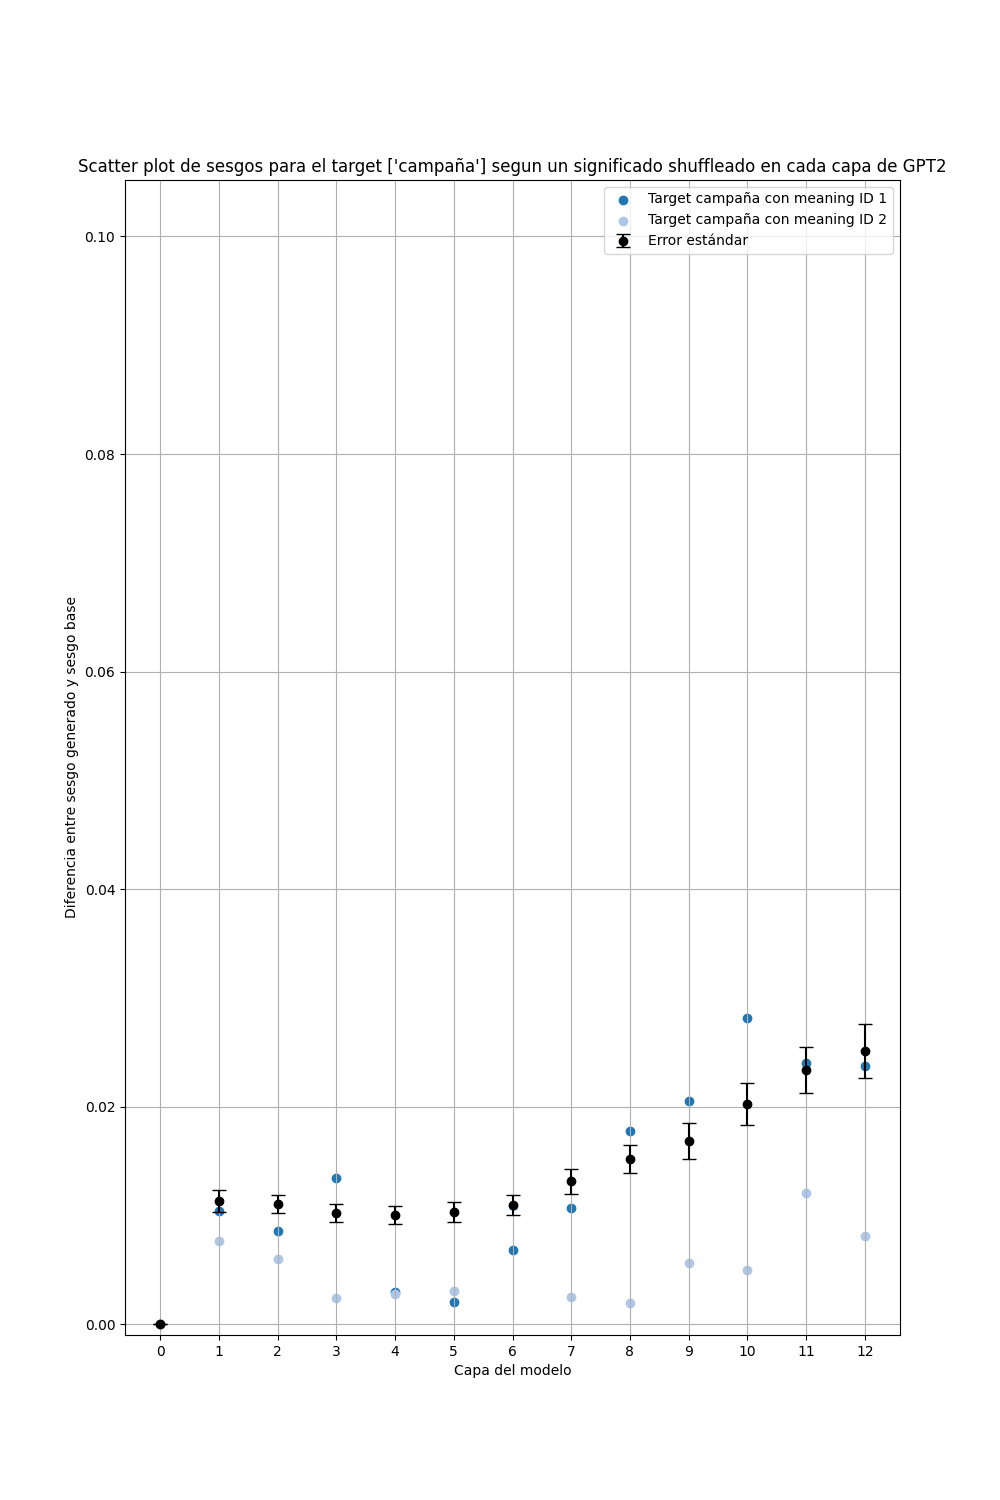 Scatter plot de sesgos para el target ['campaña'] segun un significado shuffleado en cada capa de GPT2
Target campaña con meaning ID 1
Target campaña con meaning ID 2
Error estándar
Diferencia entre sesgo generado y sesgo base
0.10
0.08
0.06
0.04
0.02
0.00
0 1 2 3 4 5 6 7 8 9 10 11 12
Capa del modelo